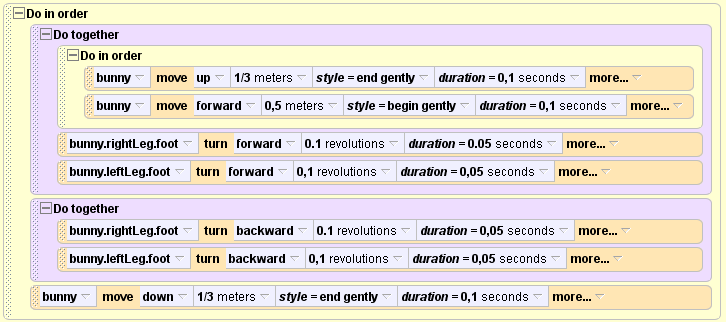 Do in order
Do together
Do in order
bunny move up 1/3 meters style = end gently duration = 0,1 seconds more...
bunny move forward 0,5 meters style = begin gently duration = 0,1 seconds more...
bunny.rightLeg.foot turn forward 0.1 revolutions duration = 0.05 seconds more...
bunny.leftLeg.foot turn forward 0,1 revolutions duration = 0,05 seconds more...
Do together
bunny.rightLeg.foot turn backward 0.1 revolutions duration = 0,05 seconds more...
bunny.leftLeg.foot turn backward 0,1 revolutions duration = 0,05 seconds more...
bunny move down 1/3 meters style = end gently duration = 0,1 seconds more...